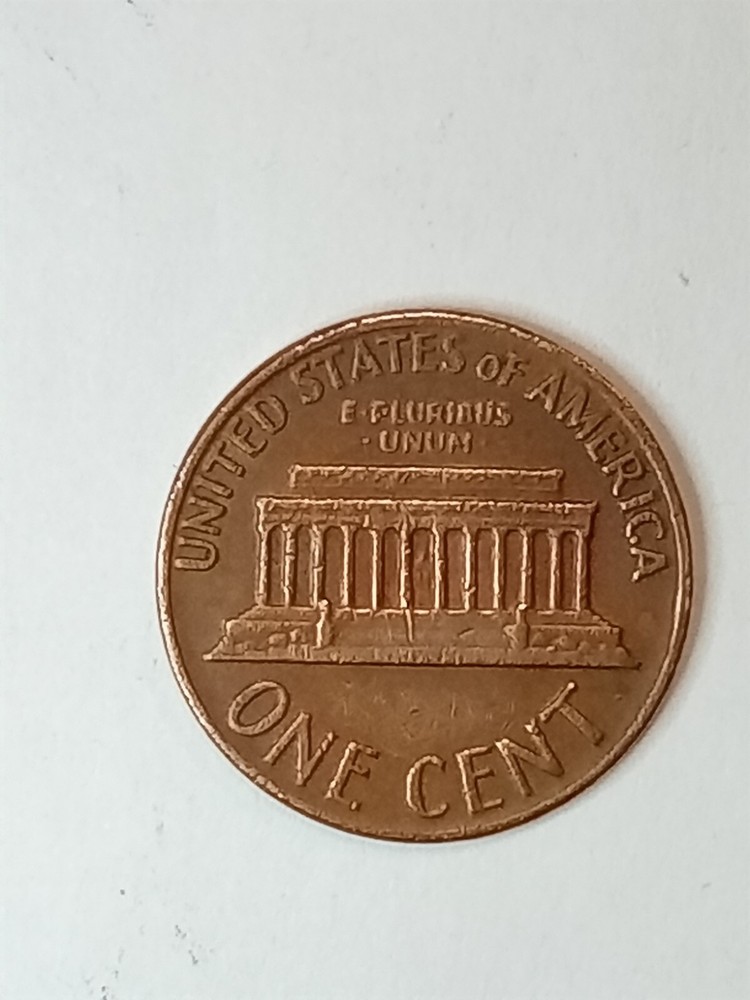 UNITED STATES OF AMERICA
E·PLURIBUS
·UNUM
ONE CENT